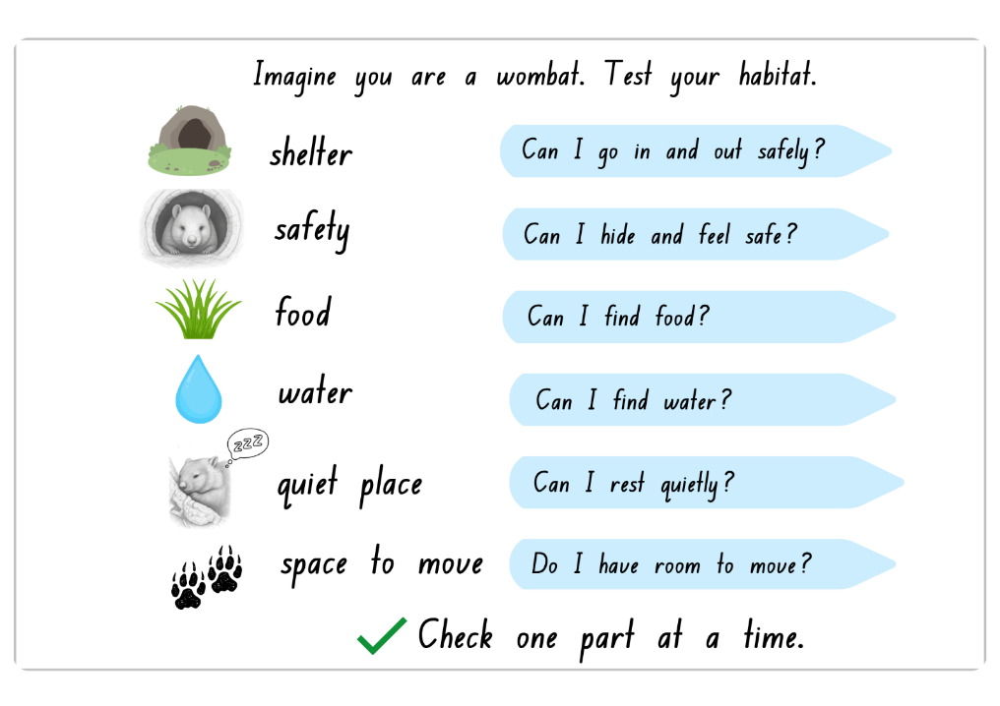 Imagine you are a wombat. Test your habitat.
shelter
Can I go in and out safely?
safety
Can I hide and feel safe?
food
Can I find food?
water
Can I find water?
zzz
quiet place
Can I rest quietly?
space to move
Do I have room to move?
Check one part at a time.